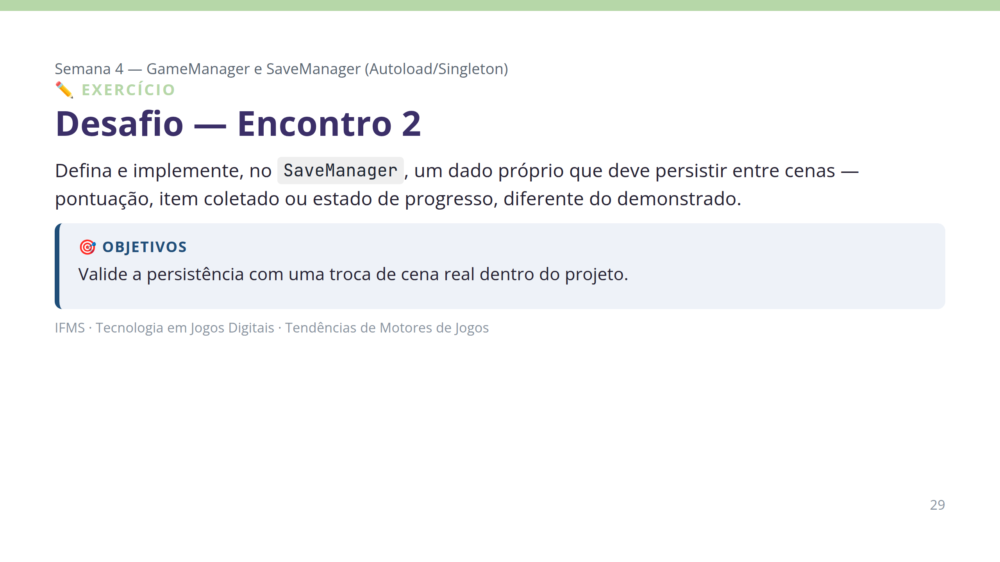 Semana 4 — GameManager e SaveManager (Autoload/Singleton)
✏️ EXERCÍCIO
Desafio — Encontro 2
Defina e implemente, no SaveManager, um dado próprio que deve persistir entre cenas —
pontuação, item coletado ou estado de progresso, diferente do demonstrado.
🎯 OBJETIVOS
Valide a persistência com uma troca de cena real dentro do projeto.
IFMS · Tecnologia em Jogos Digitais · Tendências de Motores de Jogos
29